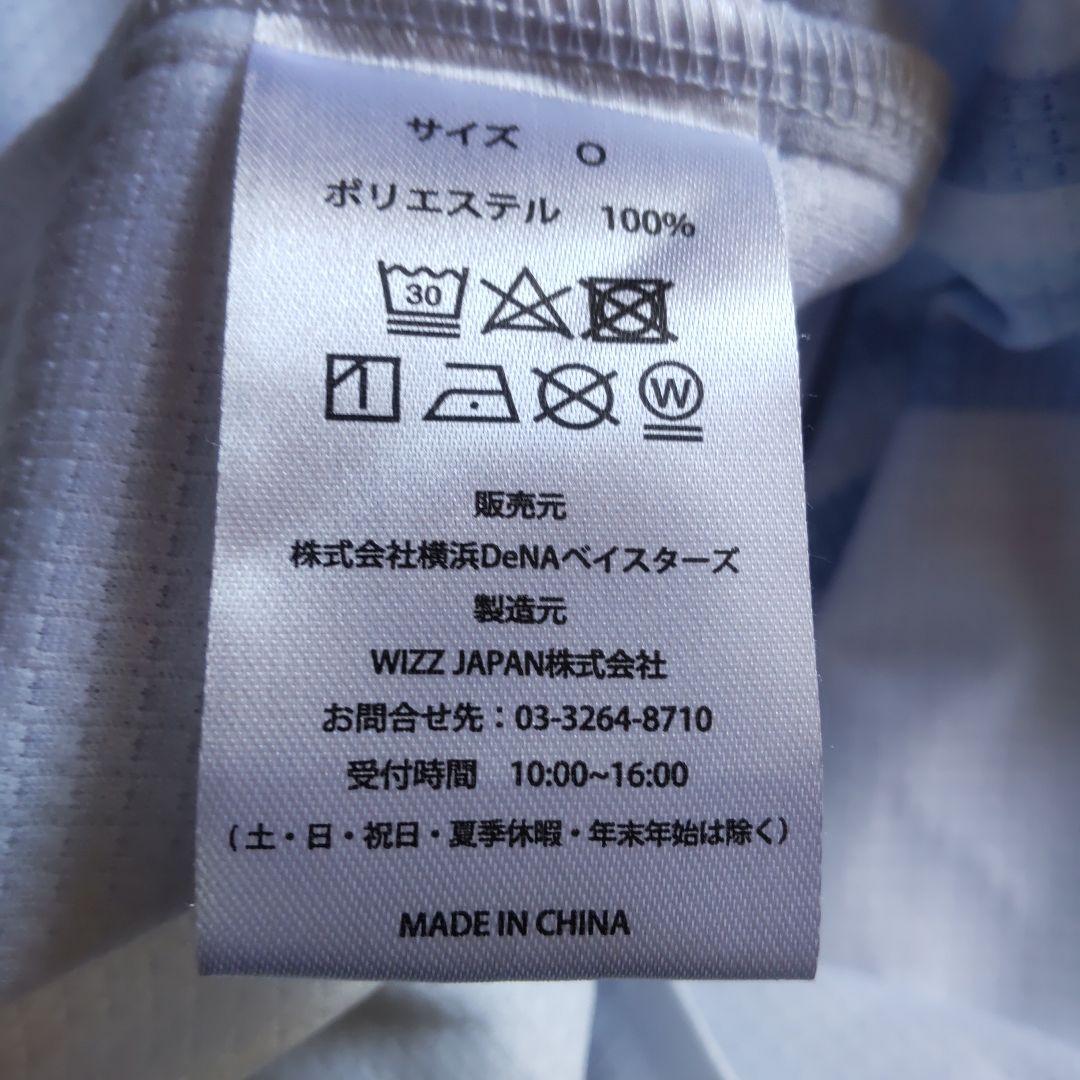 サイズ O
ポリエステル 100%
30
W
販売元
株式会社横浜DeNAベイスターズ
製造元
WIZZ JAPAN株式会社
お問合せ先：03-3264-8710
受付時間 10:00~16:00
(土・日・祝日・夏季休暇・年末年始は除く)
MADE IN CHINA